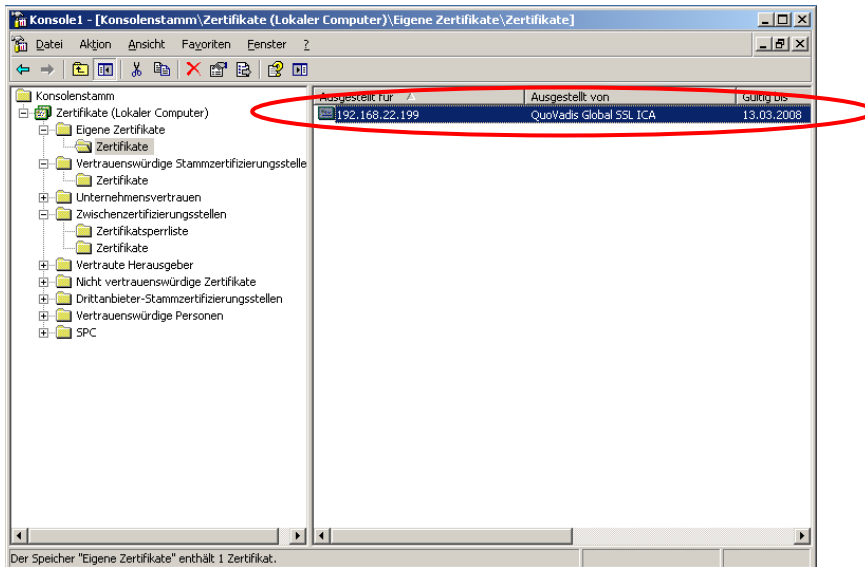 Konsole1 - [Konsolenstamm\Zertifikate (Lokaler Computer)\Eigene Zertifikate\Zertifikate]
Datei Aktion Ansicht Favoriten Fenster ?
Konsolenstamm
Zertifikate (Lokaler Computer)
Eigene Zertifikate
Zertifikate
Vertrauenswürdige Stammzertifizierungsstelle
Zertifikate
Unternehmensvertrauen
Zwischenzertifizierungsstellen
Zertifikatsperrliste
Zertifikate
Vertraute Herausgeber
Nicht vertrauenswürdige Zertifikate
Drittanbieter-Stammzertifizierungsstellen
Vertrauenswürdige Personen
SPC
Ausgestellt für Ausgestellt von Gültig bis
192.168.22.199 QuoVadis Global SSL ICA 13.03.2008
Der Speicher "Eigene Zertifikate" enthält 1 Zertifikat.